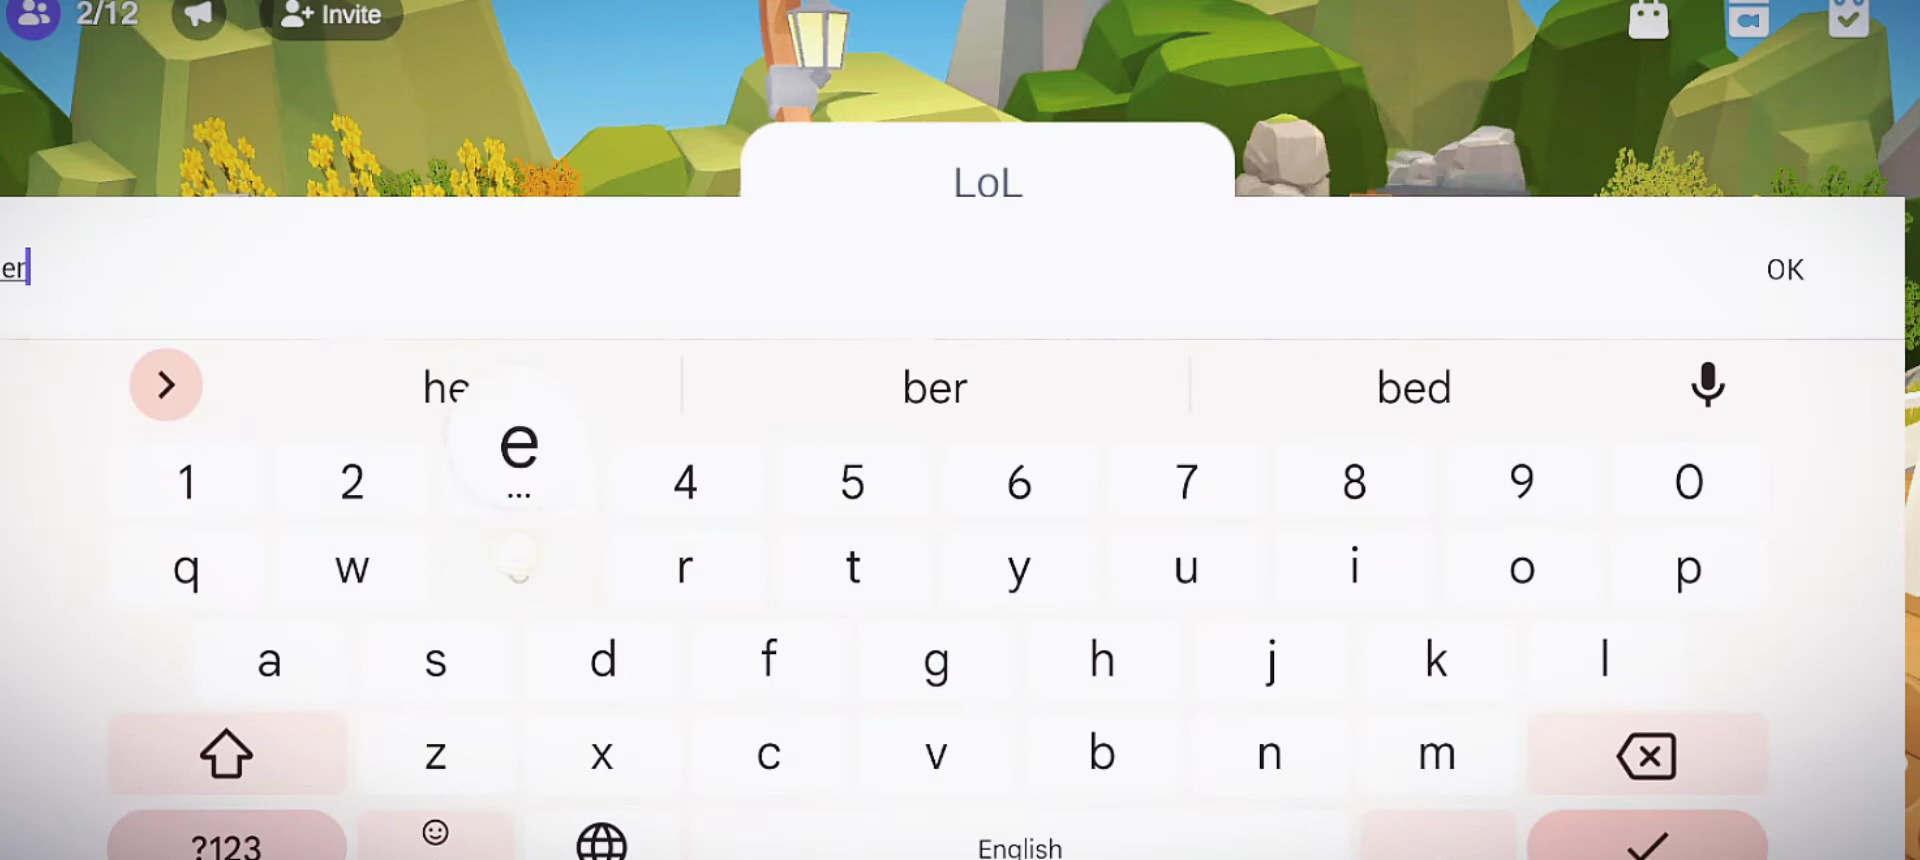 2/12 Invite
LoL
er OK
he ber bed
e
1 2 4 5 6 7 8 9 0
q w r t y u i o p
a s d f g h j k l
z x c v b n m
?123 English